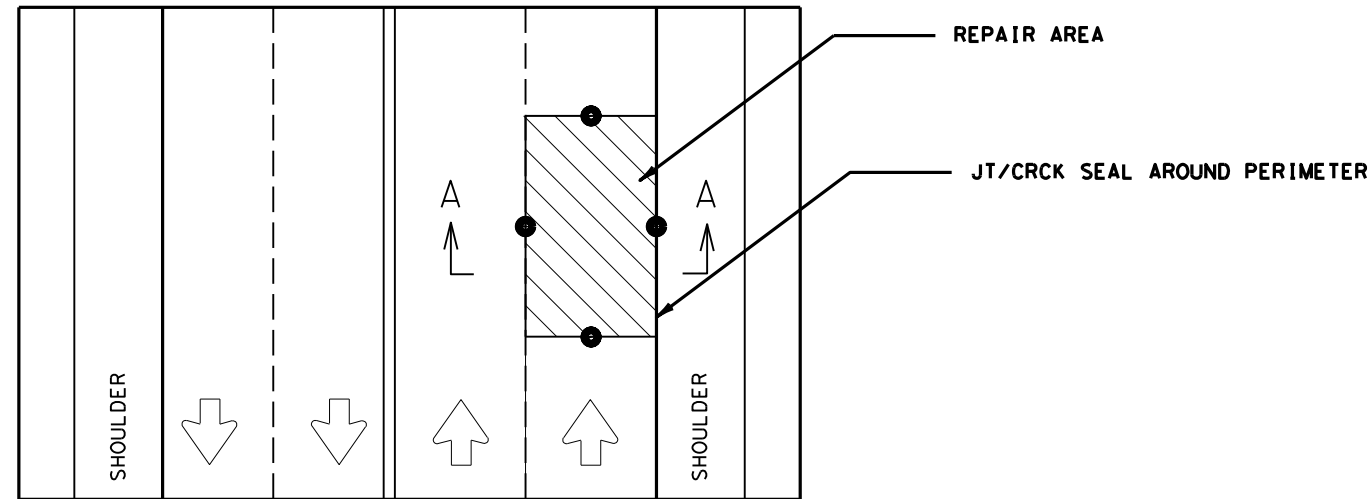 REPAIR AREA
JT/CRCK SEAL AROUND PERIMETER
A
A
SHOULDER
SHOULDER